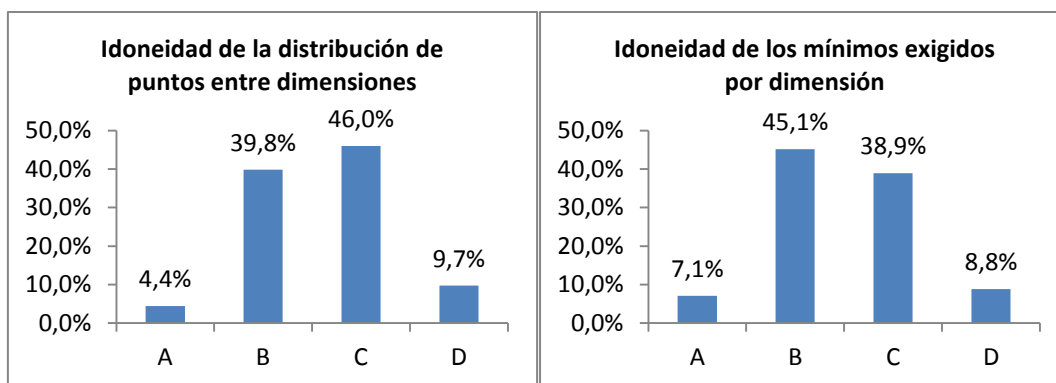 Idoneidad de la distribución de
puntos entre dimensiones
50,0%
40,0%
30,0%
20,0%
10,0%
0,0%
4,4%
39,8%
46,0%
9,7%
A
B
C
D
Idoneidad de los mínimos exigidos
por dimensión
50,0%
40,0%
30,0%
20,0%
10,0%
0,0%
7,1%
45,1%
38,9%
8,8%
A
B
C
D